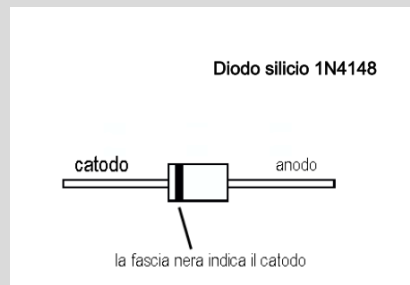 Diodo silicio 1N4148
catodo
anodo
la fascia nera indica il catodo